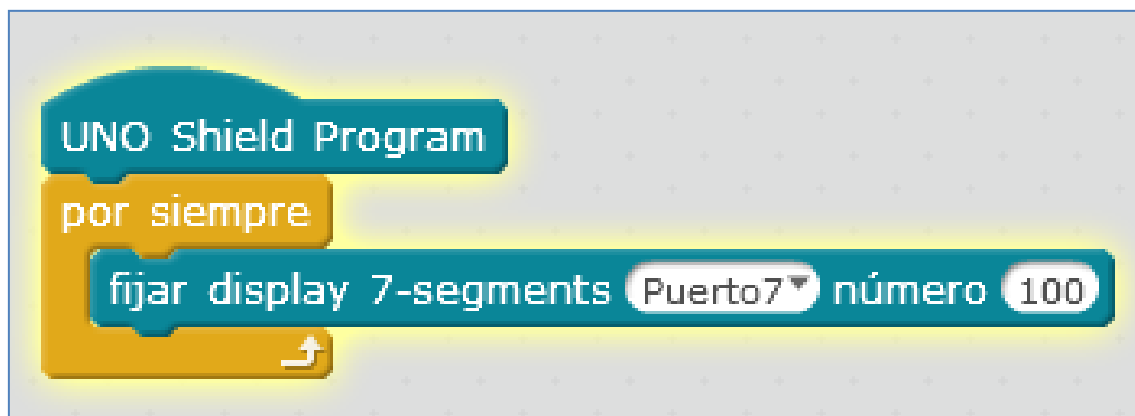 UNO Shield Program
por siempre
fijar display 7-segments Puerto7 número 100